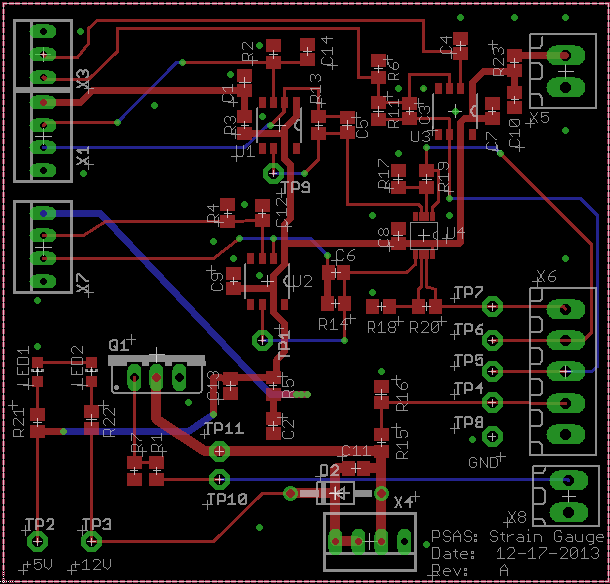 R2
C14
C4
R6
R23
X3
C1
R13
R11
C3
C10
X5
R3
U1
C5
U3
C7
X1
R17
R19
TP9
R4
C12
C8
U4
C6
X6
X7
C9
U2
TP7
R14
R18
R20
TP6
LED1
LED2
Q1
TP1
TP5
C13
R5
R16
TP4
R21
R22
C2
TP11
R15
TP8
R7
R1
C11
GND
D2
TP10
X4
X8
TP2
TP3
PSAS: Strain Gauge
Date: 12-17-2013
+5V
+12V
Rev: A